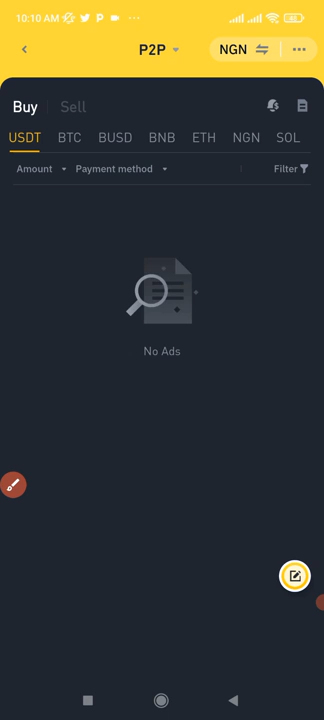 10:10 AM
P2P
NGN
Buy
Sell
USDT BTC BUSD BNB ETH NGN SOL
Amount Payment method Filter
No Ads